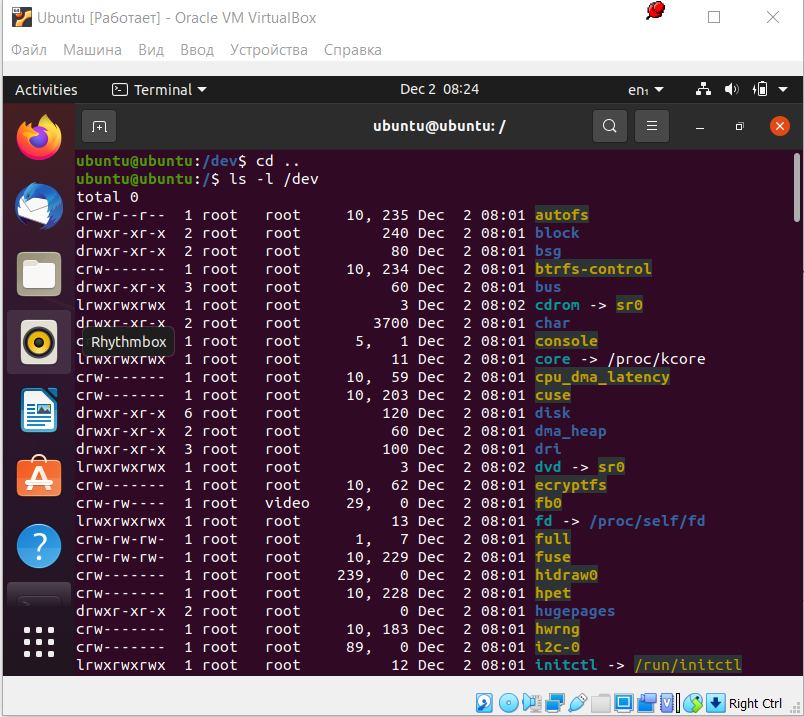 Ubuntu [Работает] - Oracle VM VirtualBox
Файл Машина Вид Ввод Устройства Справка
Activities Terminal Dec 2 08:24 en₁
ubuntu@ubuntu: /
ubuntu@ubuntu:/dev$ cd ..
ubuntu@ubuntu:/$ ls -l /dev
total 0
crw-r--r-- 1 root root 10, 235 Dec 2 08:01 autofs
drwxr-xr-x 2 root root 240 Dec 2 08:01 block
drwxr-xr-x 2 root root 80 Dec 2 08:01 bsg
crw------- 1 root root 10, 234 Dec 2 08:01 btrfs-control
drwxr-xr-x 3 root root 60 Dec 2 08:01 bus
lrwxrwxrwx 1 root root 3 Dec 2 08:02 cdrom -> sr0
drwxr-xr-x 2 root root 3700 Dec 2 08:01 char
c 1 root root 5, 1 Dec 2 08:01 console
Rhythmbox
lrwxrwxrwx 1 root root 11 Dec 2 08:01 core -> /proc/kcore
crw------- 1 root root 10, 59 Dec 2 08:01 cpu_dma_latency
crw------- 1 root root 10, 203 Dec 2 08:01 cuse
drwxr-xr-x 6 root root 120 Dec 2 08:01 disk
drwxr-xr-x 2 root root 60 Dec 2 08:01 dma_heap
drwxr-xr-x 3 root root 100 Dec 2 08:01 dri
lrwxrwxrwx 1 root root 3 Dec 2 08:02 dvd -> sr0
crw------- 1 root root 10, 62 Dec 2 08:01 ecryptfs
crw-rw---- 1 root video 29, 0 Dec 2 08:01 fb0
lrwxrwxrwx 1 root root 13 Dec 2 08:01 fd -> /proc/self/fd
crw-rw-rw- 1 root root 1, 7 Dec 2 08:01 full
crw-rw-rw- 1 root root 10, 229 Dec 2 08:01 fuse
crw------- 1 root root 239, 0 Dec 2 08:01 hidraw0
crw------- 1 root root 10, 228 Dec 2 08:01 hpet
drwxr-xr-x 2 root root 0 Dec 2 08:01 hugepages
crw------- 1 root root 10, 183 Dec 2 08:01 hwrng
crw------- 1 root root 89, 0 Dec 2 08:01 i2c-0
lrwxrwxrwx 1 root root 12 Dec 2 08:01 initctl -> /run/initctl
Right Ctrl